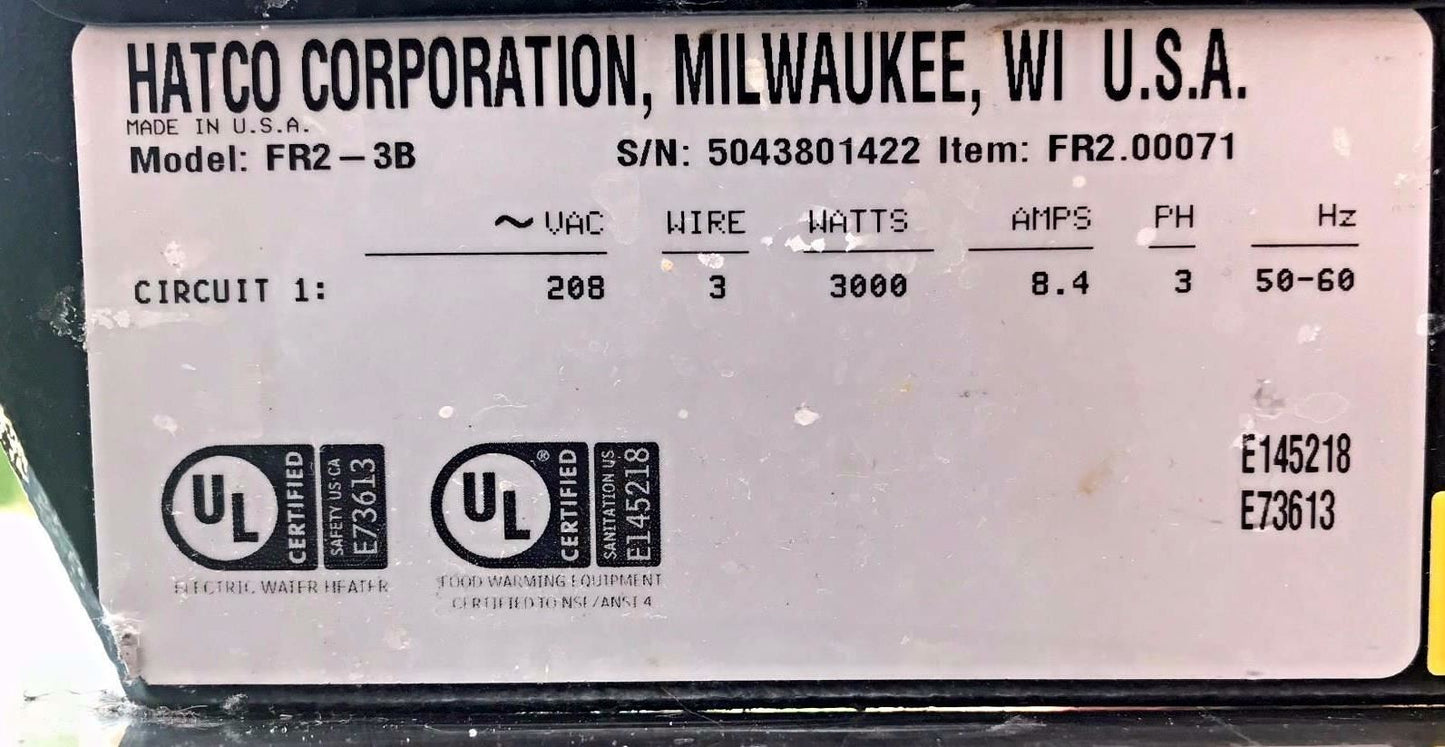 HATCO CORPORATION, MILWAUKEE, WI U.S.A.
MADE IN U.S.A.
Model: FR2-3B S/N: 5043801422 Item: FR2.00071
~VAC WIRE WATTS AMPS PH Hz
CIRCUIT 1: 208 3 3000 8.4 3 50-60
E145218
E73613
UL CERTIFIED SAFETY US·CA E73613
ELECTRIC WATER HEATER
UL ® CERTIFIED SANITATION US E145218
FOOD WARMING EQUIPMENT
CERTIFIED TO NSF/ANSI 4